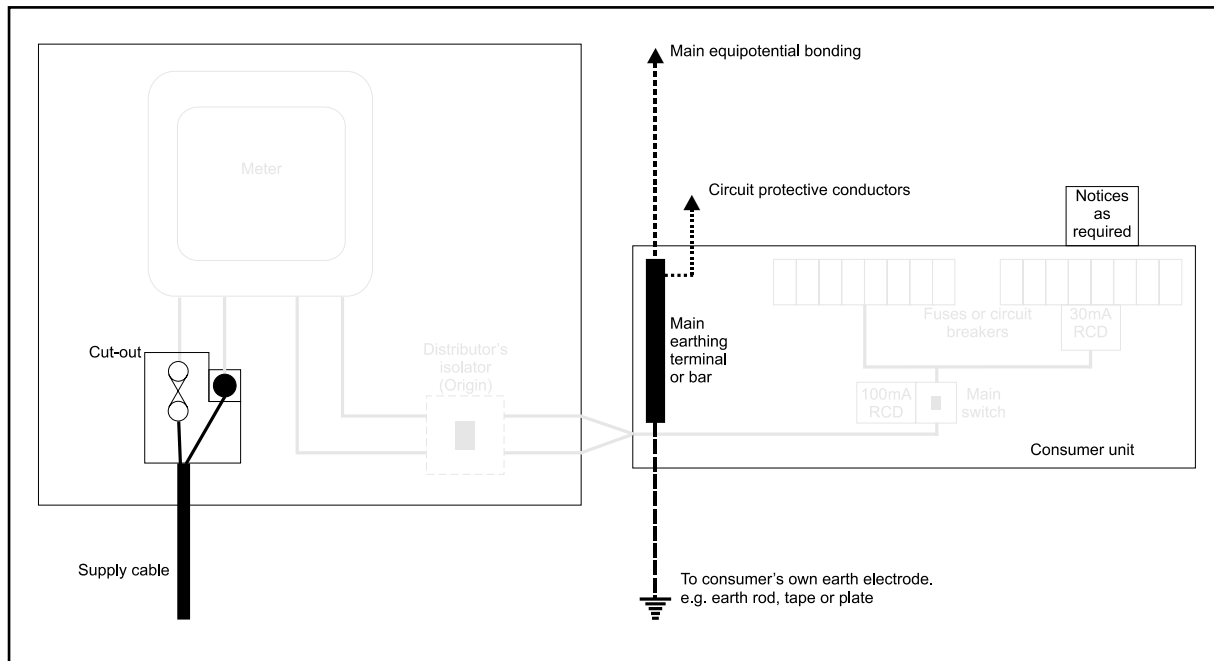 Main equipotential bonding
Meter
Circuit protective conductors
Notices
as
required
Cut-out
Distributor's
isolator
(Origin)
Main
earthing
terminal
or bar
Fuses or circuit
breakers
30mA
RCD
100mA
RCD
Main
switch
Consumer unit
Supply cable
To consumer's own earth electrode.
e.g. earth rod, tape or plate